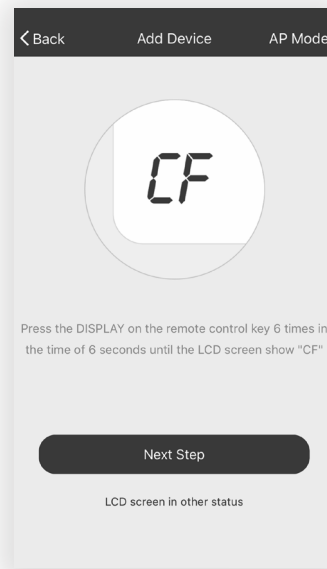 Back Add Device AP Mode
CF
Press the DISPLAY on the remote control key 6 times in
the time of 6 seconds until the LCD screen show "CF"
Next Step
LCD screen in other status